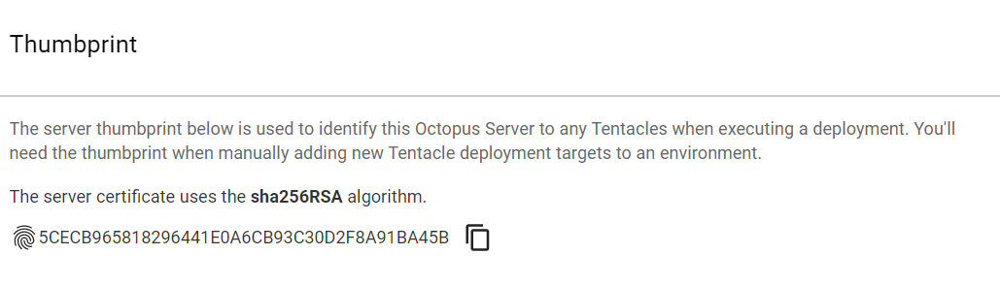 Thumbprint
The server thumbprint below is used to identify this Octopus Server to any Tentacles when executing a deployment. You'll
need the thumbprint when manually adding new Tentacle deployment targets to an environment.
The server certificate uses the sha256RSA algorithm.
5CECB965818296441E0A6CB93C30D2F8A91BA45B